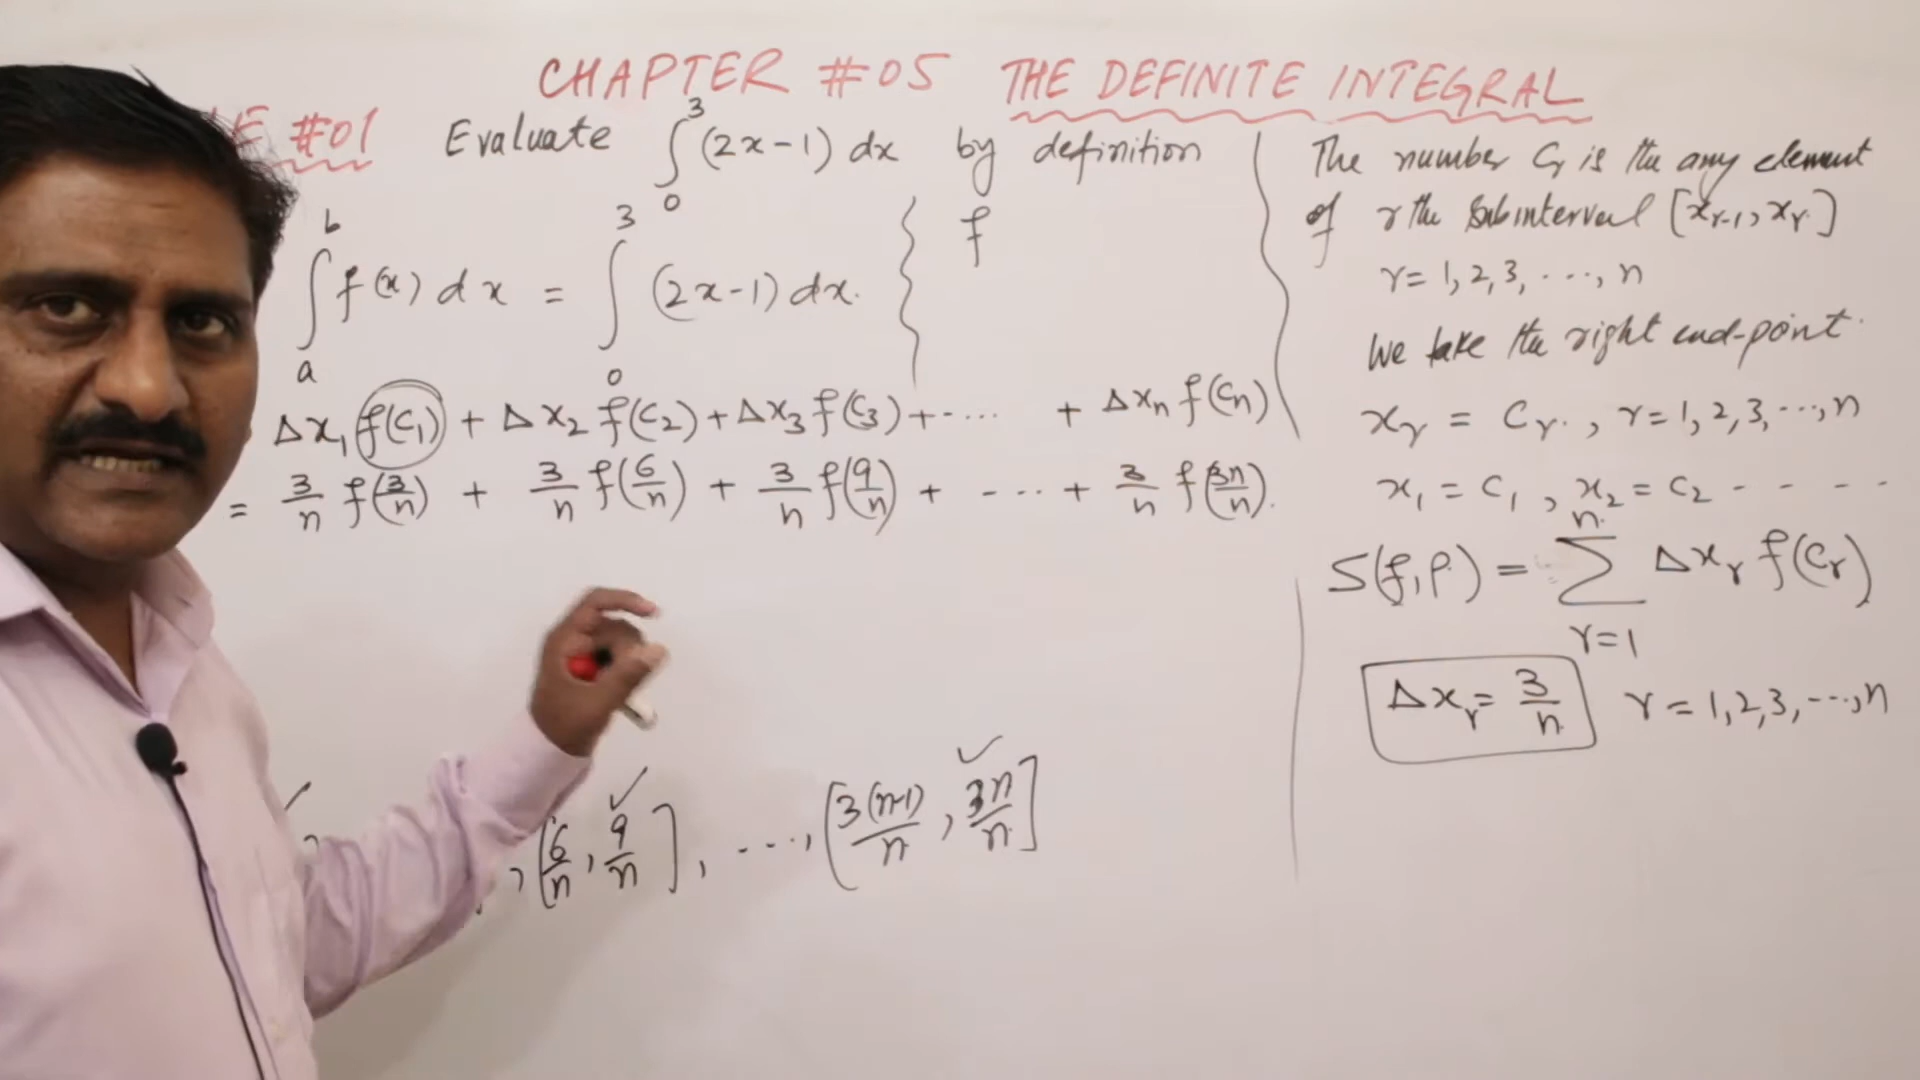 CHAPTER #05 THE DEFINITE INTEGRAL
LE #01 Evaluate ∫₀³ (2x-1) dx by definition
∫ₐᵇ f(x) dx = ∫₀³ (2x-1) dx. { f
Δx₁ f(c₁) + Δx₂ f(c₂) + Δx₃ f(c₃) + - ... + Δxₙ f(cₙ)
= 3/n f(3/n) + 3/n f(6/n) + 3/n f(9/n) + - ... + 3/n f(3n/n).
, [6/n, 9/n], - ..., [3(n-1)/n, 3n/n]
The number Cᵣ is the any element
of r the Subinterval [xᵣ₋₁, xᵣ]
r = 1, 2, 3, ..., n
We take the right end-point.
xᵣ = Cᵣ., r = 1, 2, 3, ..., n
x₁ = C₁, x₂ = C₂ - - - -
S(f, P) = ∑ᵣ₌₁ⁿ Δxᵣ f(Cᵣ)
Δxᵣ = 3/n r = 1, 2, 3, ..., n